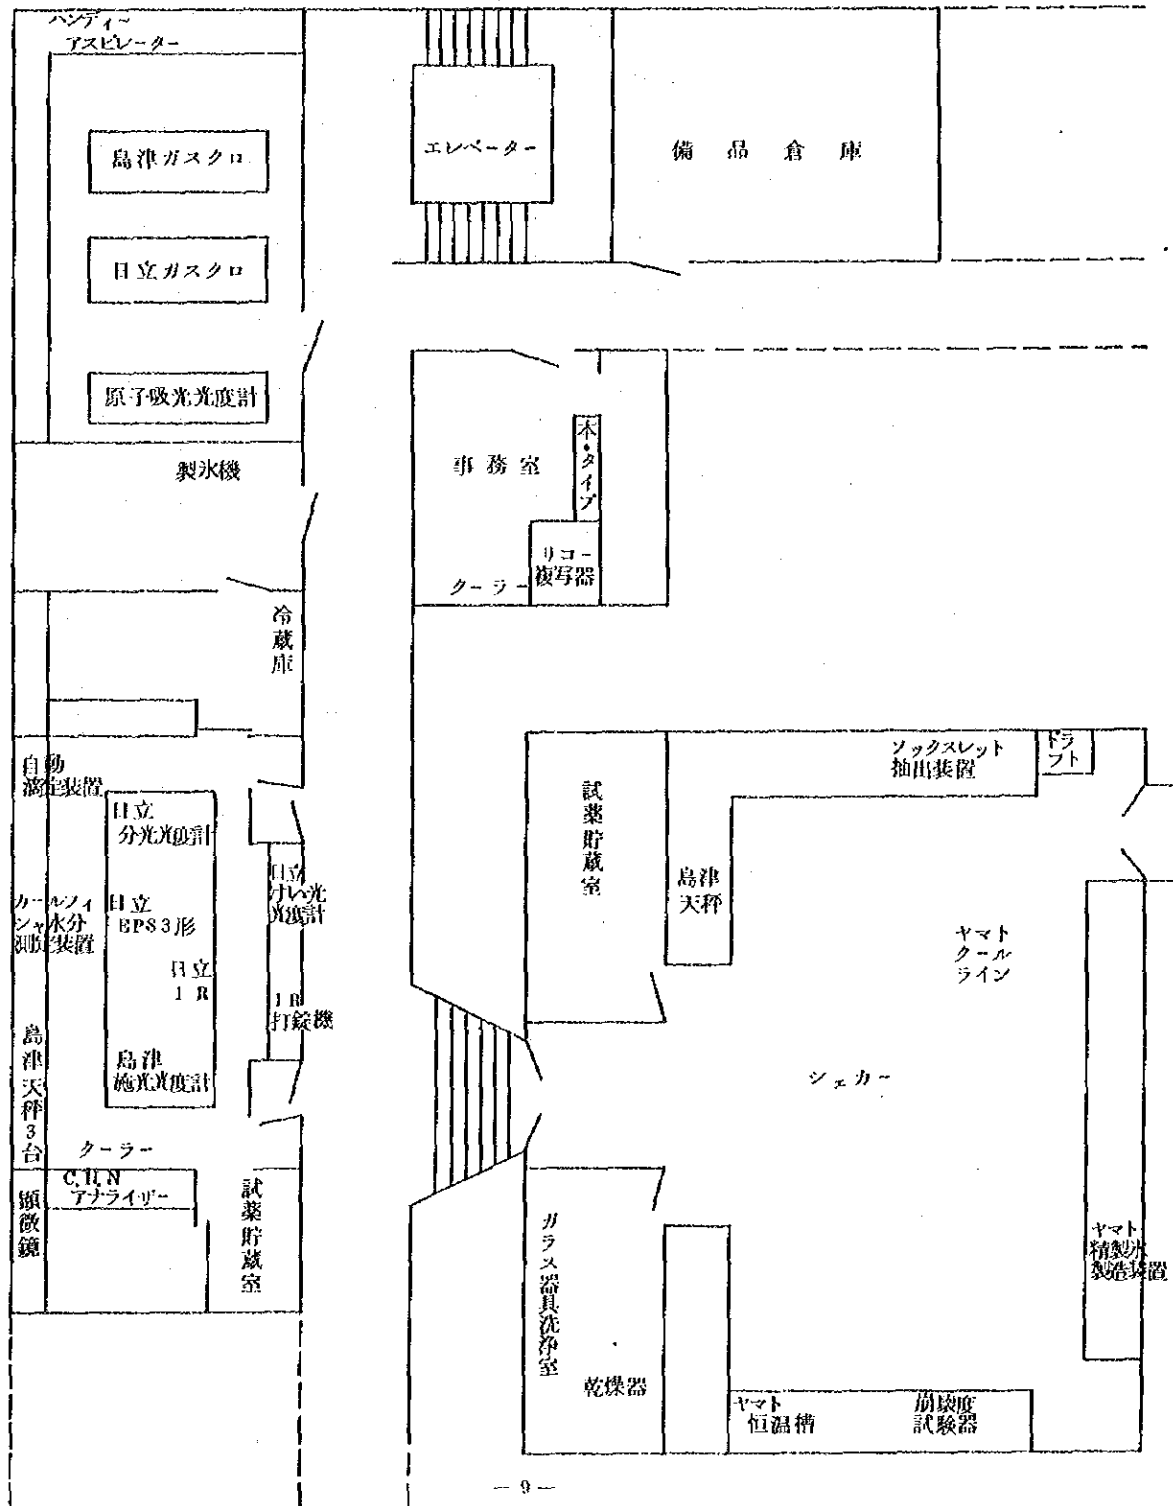 ハンディー
アスピレーター
島津ガスクロ
日立ガスクロ
原子吸光光度計
エレベーター
備品倉庫
製氷機
事務室
木・タイプ
リコー
複写器
クーラー
冷蔵庫
自動
滴定装置
日立
分光光度計
カールフィ
シャ水分
測定装置
日立
EPS3形
日立
けい光
光度計
日立
1R
1R
打錠機
島津
施光光度計
島津天秤3台
クーラー
C.H.N
アナライザー
顕微鏡
試薬貯蔵室
試薬貯蔵室
島津
天秤
ソックスレット
抽出装置
ドラ
フト
ヤマト
クール
ライン
シェカー
ガラス器具洗浄室
乾燥器
ヤマト
恒温槽
崩壊度
試験器
ヤマト
精製水
製造装置
— 9 —